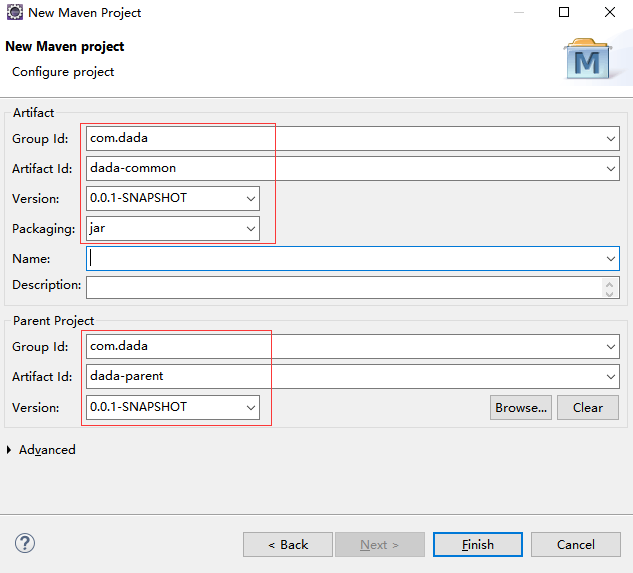 New Maven Project
New Maven project
Configure project
M
Artifact
Group Id: com.dada
Artifact Id: dada-common
Version: 0.0.1-SNAPSHOT
Packaging: jar
Name:
Description:
Parent Project
Group Id: com.dada
Artifact Id: dada-parent
Version: 0.0.1-SNAPSHOT Browse... Clear
Advanced
? < Back Next > Finish Cancel